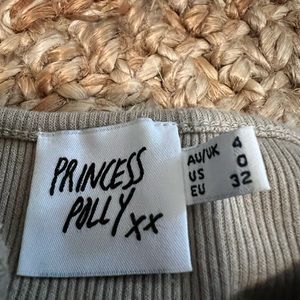 PRINCESS
POLLY xx
AU/UK 4
US 0
EU 32